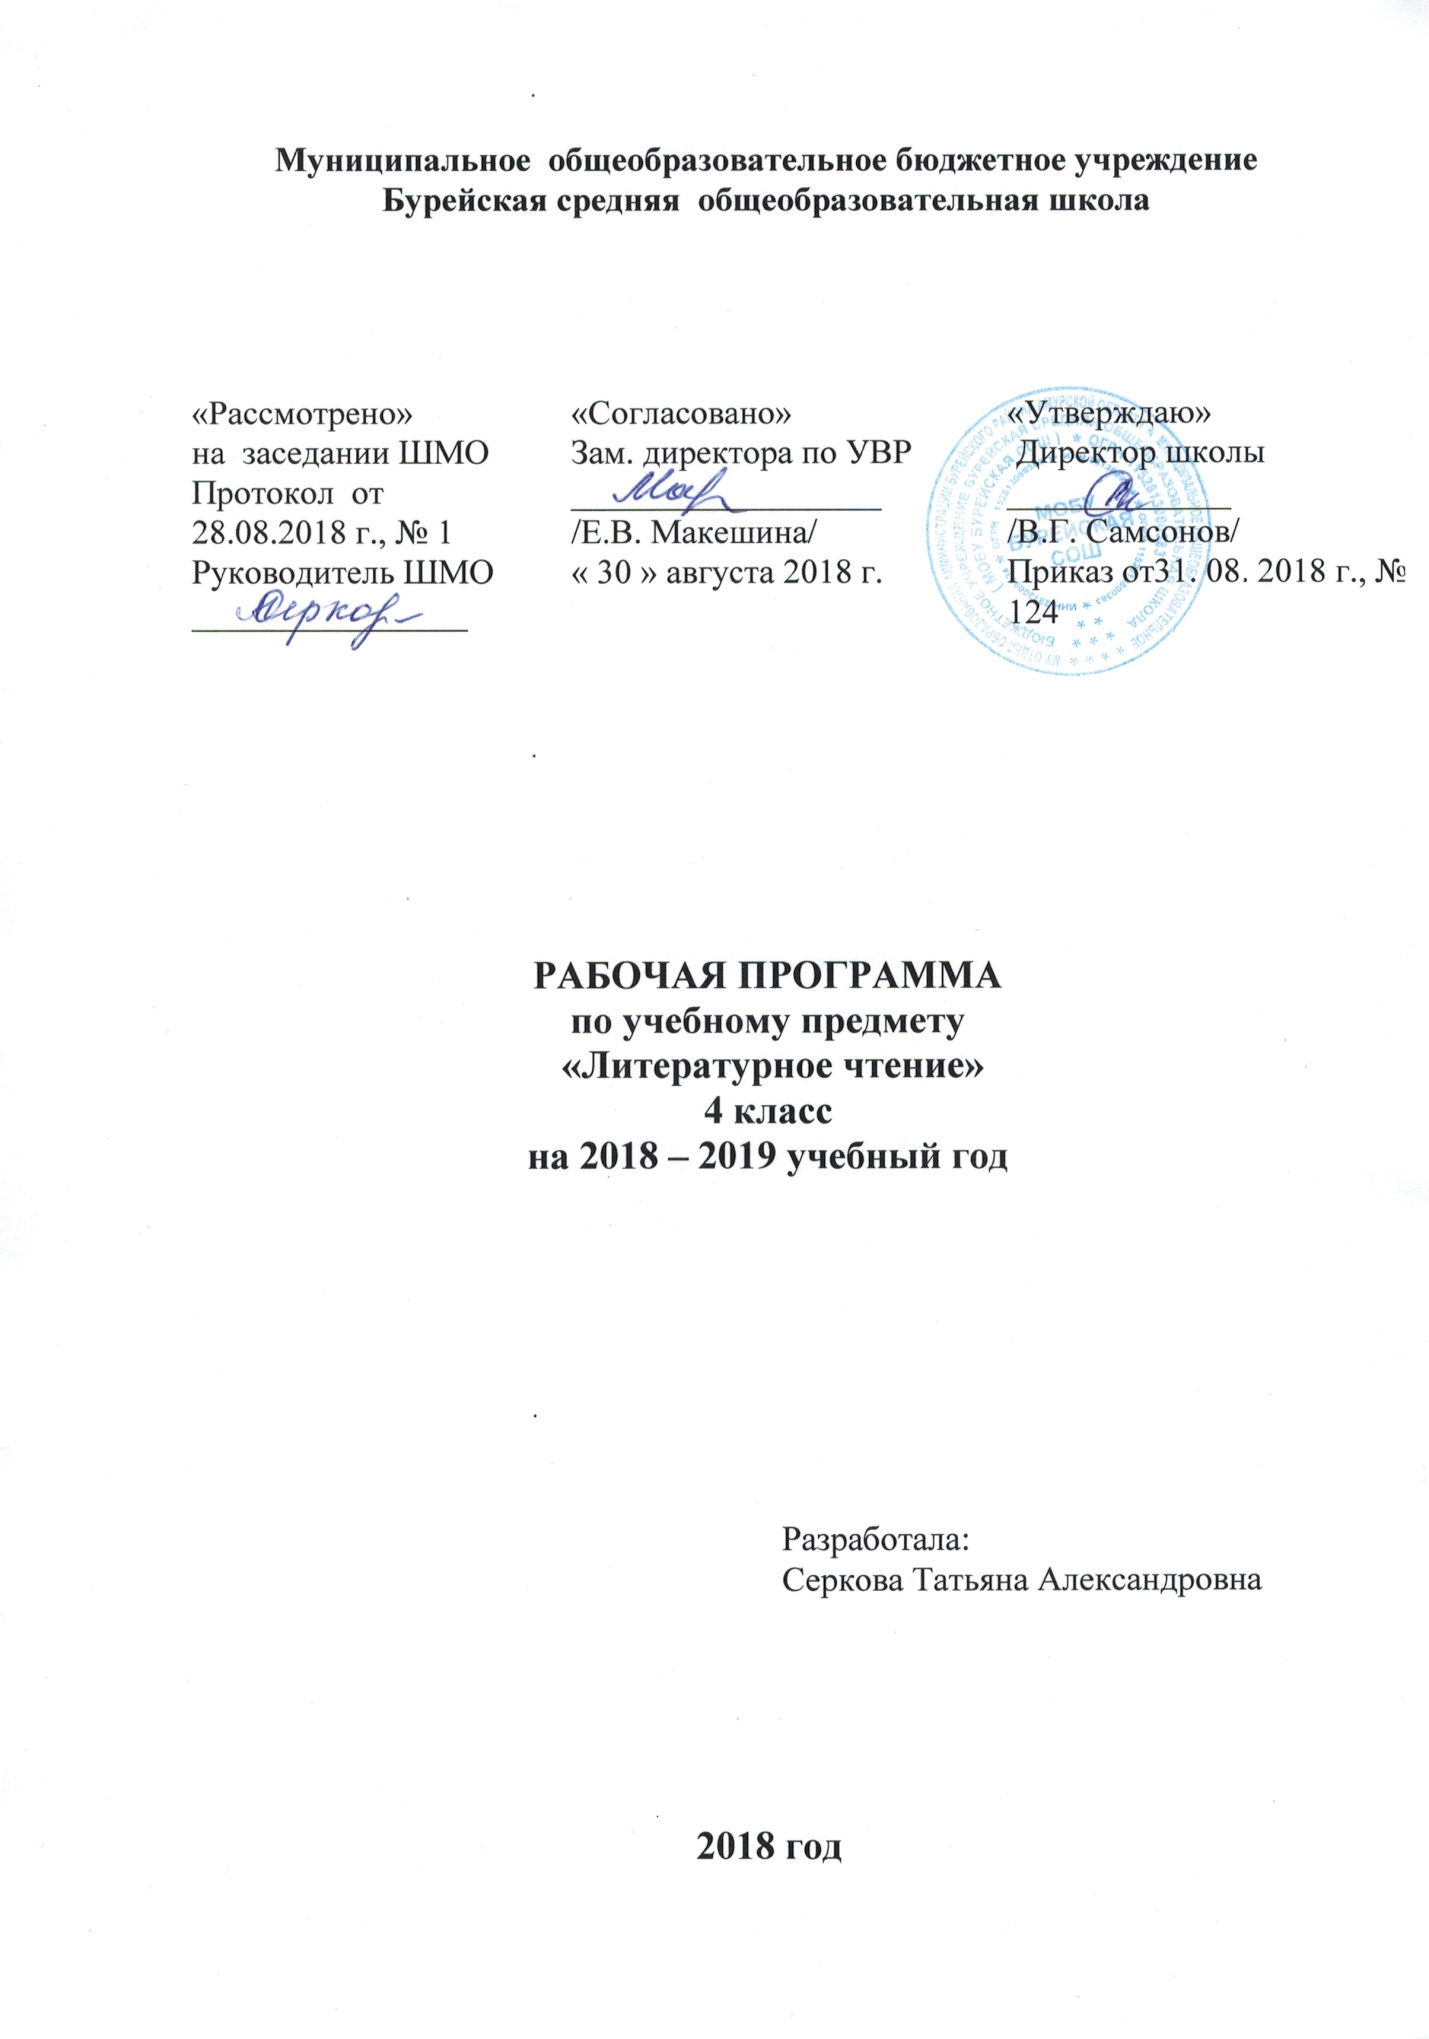 Муниципальное общеобразовательное бюджетное учреждение
Бурейская средняя общеобразовательная школа
«Рассмотрено»
на заседании ШМО
Протокол от
28.08.2018 г., № 1
Руководитель ШМО
«Согласовано»
Зам. директора по УВР
/Е.В. Макешина/
« 30 » августа 2018 г.
«Утверждаю»
Директор школы
/В.Г. Самсонов/
Приказ от31. 08. 2018 г., №
124
МОБУ
БУРЕЙСКАЯ
СОШ
РАБОЧАЯ ПРОГРАММА
по учебному предмету
«Литературное чтение»
4 класс
на 2018 – 2019 учебный год
Разработала:
Серкова Татьяна Александровна
2018 год